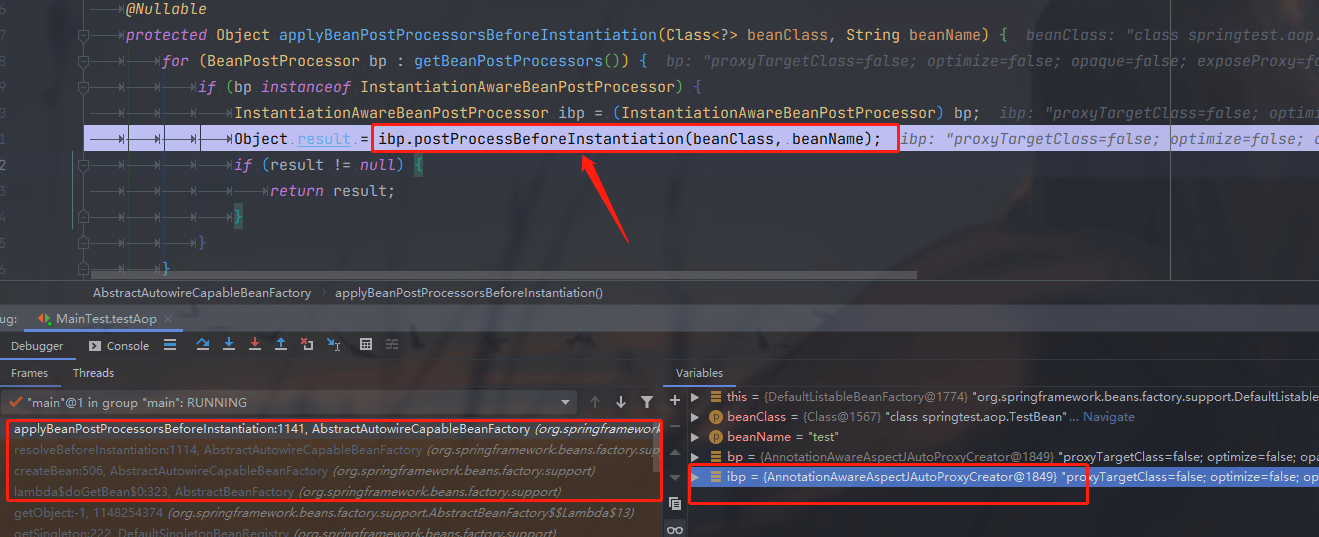 6 @Nullable
7 protected Object applyBeanPostProcessorsBeforeInstantiation(Class<?> beanClass, String beanName) { beanClass: "class springtest.aop.
8 for (BeanPostProcessor bp : getBeanPostProcessors()) { bp: "proxyTargetClass=false; optimize=false; opaque=false; exposeProxy=fa
9 if (bp instanceof InstantiationAwareBeanPostProcessor) {
0 InstantiationAwareBeanPostProcessor ibp = (InstantiationAwareBeanPostProcessor) bp; ibp: "proxyTargetClass=false; optimi
1 Object result = ibp.postProcessBeforeInstantiation(beanClass, beanName); ibp: "proxyTargetClass=false; optimize=false; o
2 if (result != null) {
3 return result;
4 }
5 }
6 }
AbstractAutowireCapableBeanFactory › applyBeanPostProcessorsBeforeInstantiation()
ug: MainTest.testAop ×
Debugger Console
Frames Threads Variables
"main"@1 in group "main": RUNNING
applyBeanPostProcessorsBeforeInstantiation:1141, AbstractAutowireCapableBeanFactory (org.springframework
resolveBeforeInstantiation:1114, AbstractAutowireCapableBeanFactory (org.springframework.beans.factory.sup
createBean:506, AbstractAutowireCapableBeanFactory (org.springframework.beans.factory.support)
lambda$doGetBean$0:323, AbstractBeanFactory (org.springframework.beans.factory.support)
getObject:-1, 1148254374 (org.springframework.beans.factory.support.AbstractBeanFactory$$Lambda$13)
getSingleton:222, DefaultSingletonBeanRegistry (org.springframework.beans.factory.support)
this = {DefaultListableBeanFactory@1774} "org.springframework.beans.factory.support.DefaultListable
beanClass = {Class@1567} "class springtest.aop.TestBean"... Navigate
beanName = "test"
bp = {AnnotationAwareAspectJAutoProxyCreator@1849} "proxyTargetClass=false; optimize=false; opa
ibp = {AnnotationAwareAspectJAutoProxyCreator@1849} "proxyTargetClass=false; optimize=false; op